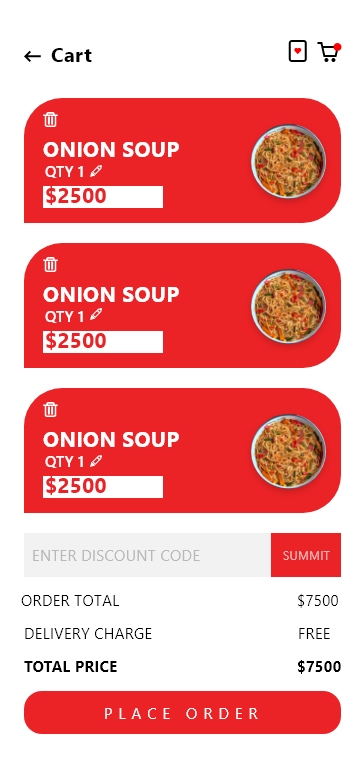 Cart
ONION SOUP
QTY 1
$2500
ONION SOUP
QTY 1
$2500
ONION SOUP
QTY 1
$2500
ENTER DISCOUNT CODE SUMMIT
ORDER TOTAL $7500
DELIVERY CHARGE FREE
TOTAL PRICE $7500
PLACE ORDER